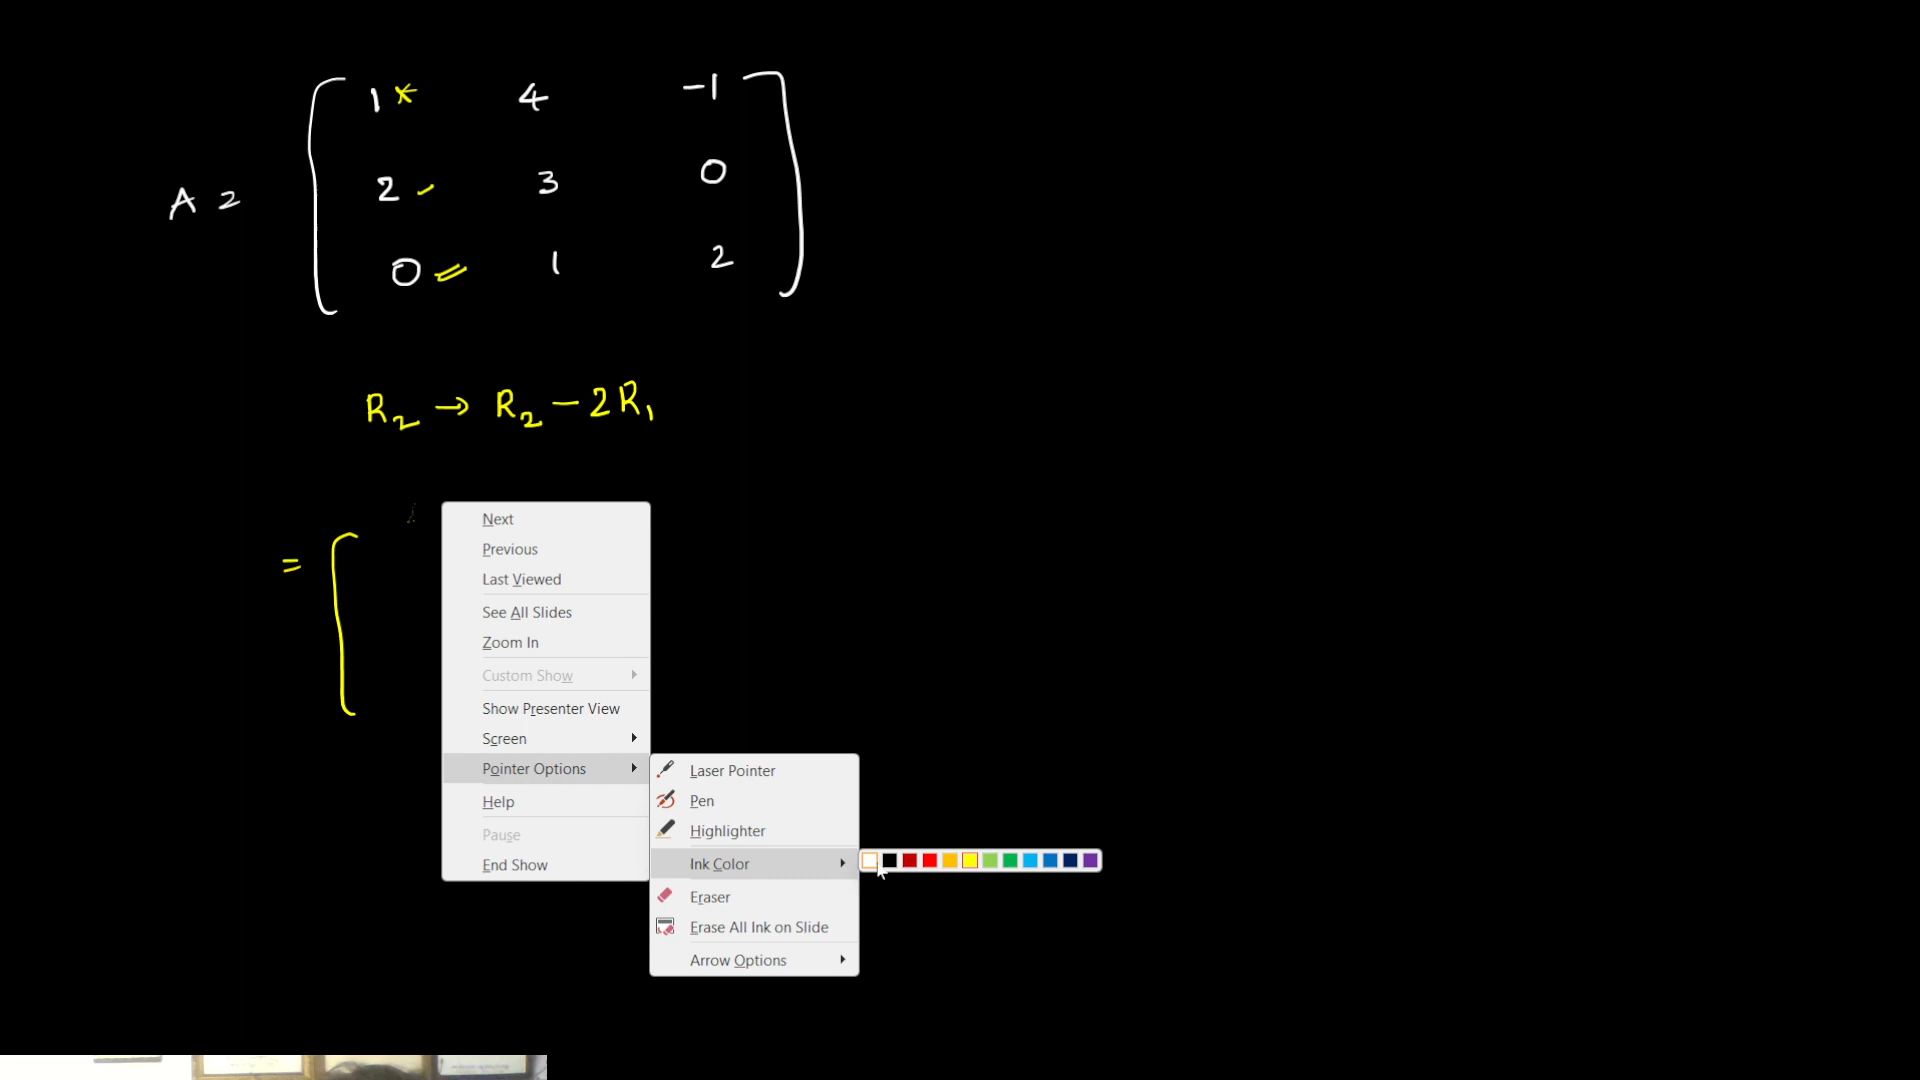 1 * 4 -1
A = 2 - 3 0
0 = 1 2
R₂ → R₂ - 2R₁
=
Next
Previous
Last Viewed
See All Slides
Zoom In
Custom Show
Show Presenter View
Screen
Pointer Options
Help
Pause
End Show
Laser Pointer
Pen
Highlighter
Ink Color
Eraser
Erase All Ink on Slide
Arrow Options